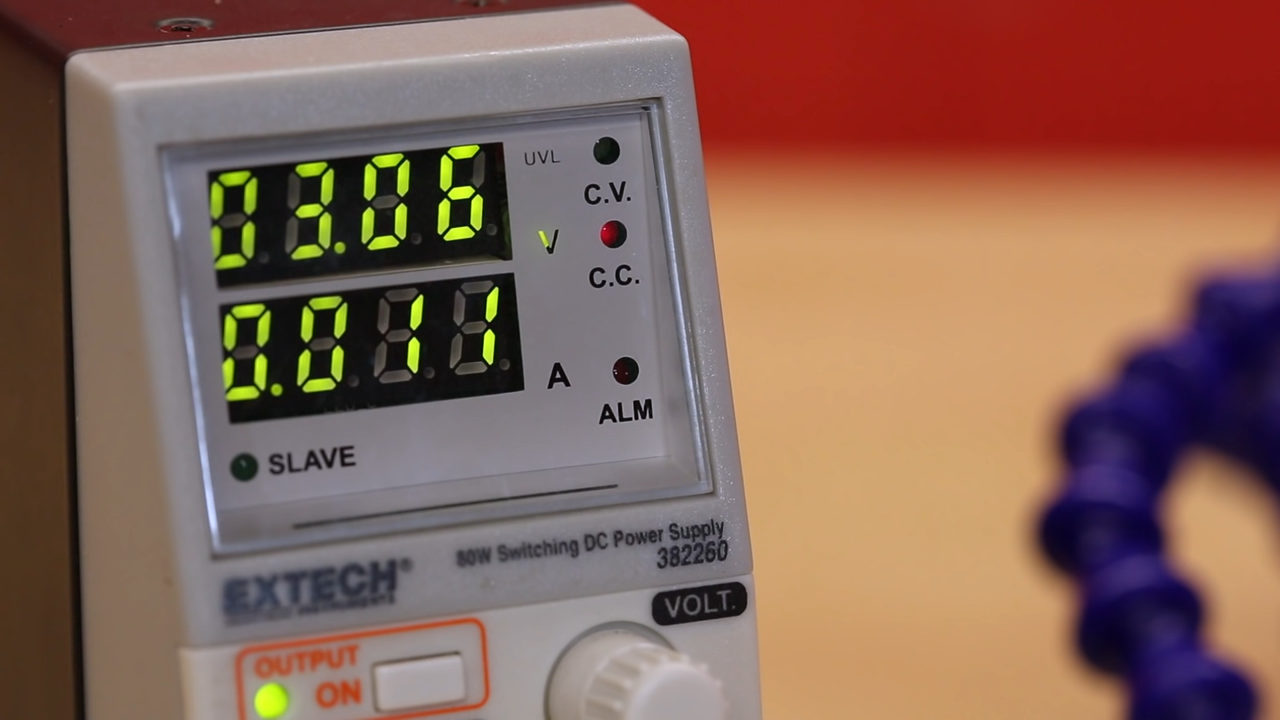 03.06
UVL
C.V.
V
C.C.
0.011
A
ALM
SLAVE
80W Switching DC Power Supply
382260
EXTECH®
VOLT.
OUTPUT
ON